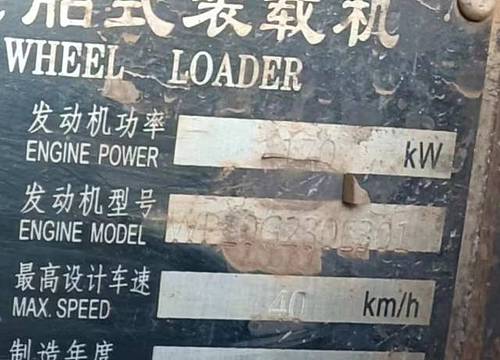 胎式装载机
WHEEL LOADER
发动机功率
ENGINE POWER kW
发动机型号
ENGINE MODEL
最高设计车速
MAX. SPEED 40 km/h
制造年度